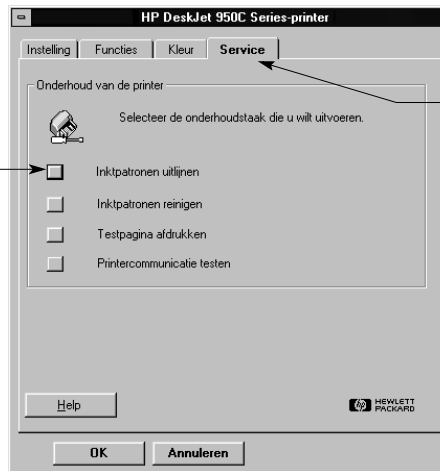 HP DeskJet 950C Series-printer
Instelling Functies Kleur Service
Onderhoud van de printer
Selecteer de onderhoudstaak die u wilt uitvoeren.
Inktpatronen uitlijnen
Inktpatronen reinigen
Testpagina afdrukken
Printercommunicatie testen
Help
hp HEWLETT
PACKARD
OK Annuleren